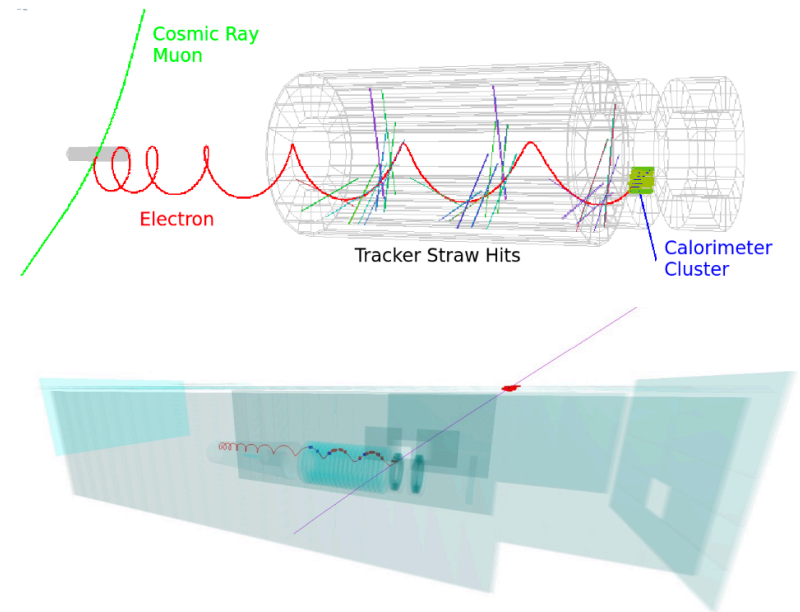 Cosmic Ray
Muon
Electron
Tracker Straw Hits
Calorimeter
Cluster